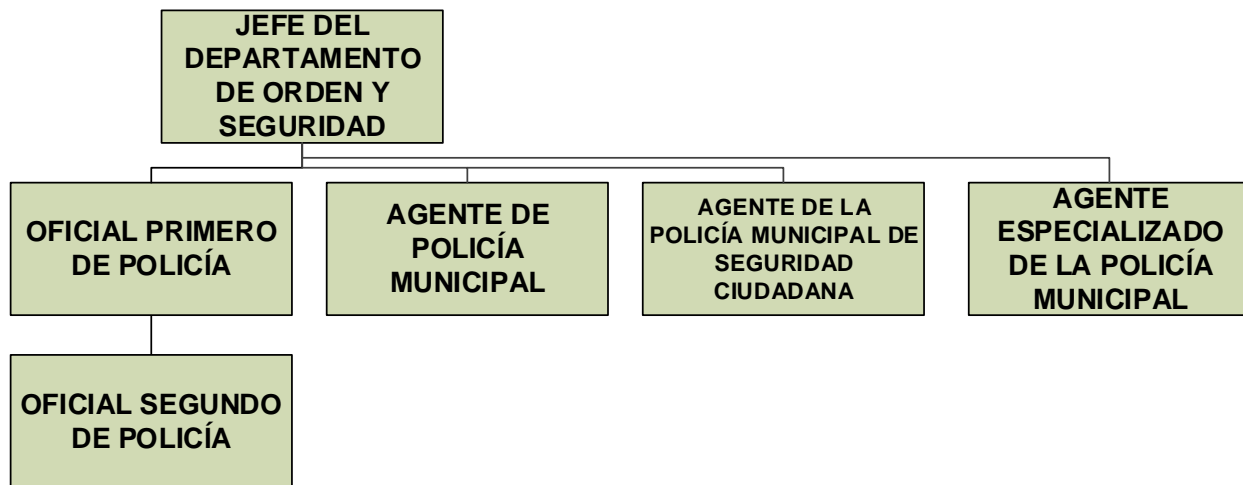 JEFE DEL
DEPARTAMENTO
DE ORDEN Y
SEGURIDAD
OFICIAL PRIMERO
DE POLICÍA
AGENTE DE
POLICÍA
MUNICIPAL
AGENTE DE LA
POLICÍA MUNICIPAL DE
SEGURIDAD
CIUDADANA
AGENTE
ESPECIALIZADO
DE LA POLICÍA
MUNICIPAL
OFICIAL SEGUNDO
DE POLICÍA